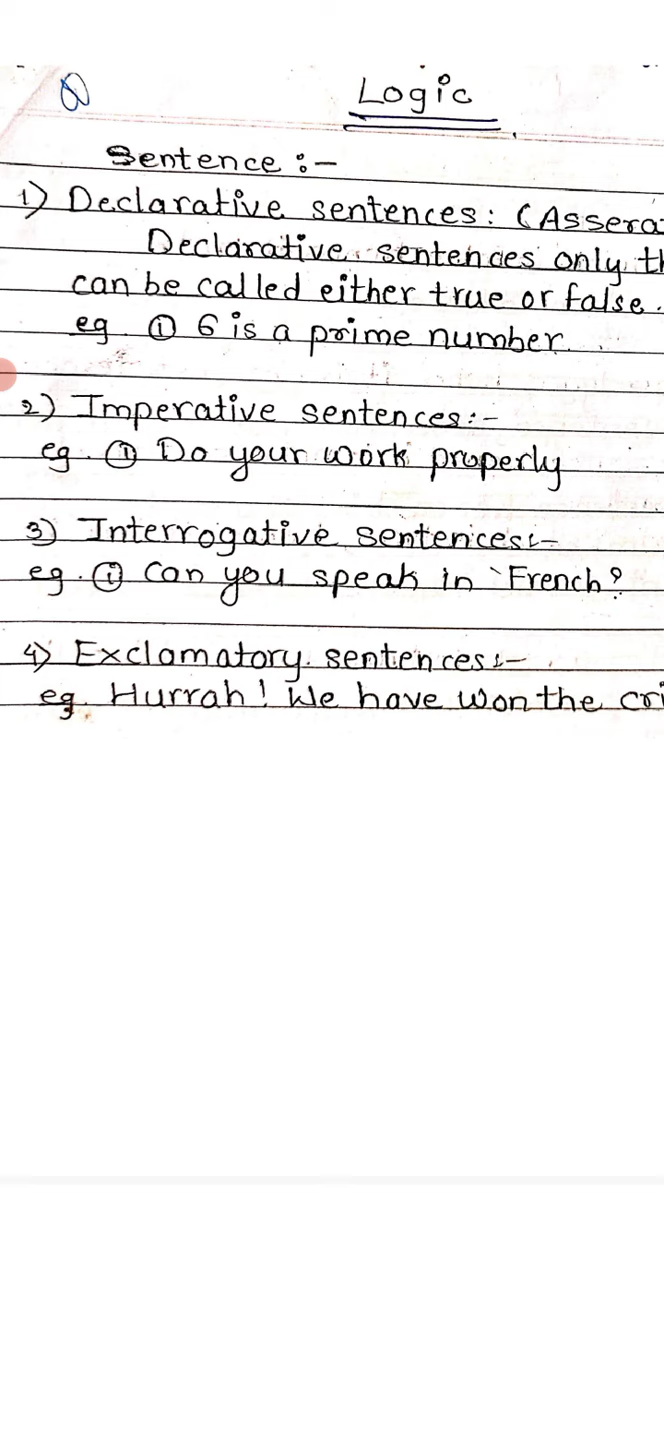 Logic
Sentence :-
1) Declarative sentences: (Assera
Declarative sentences only th
can be called either true or false.
eg ① 6 is a prime number.
2) Imperative sentences:-
eg. ① Do your work properly
3) Interrogative sentences:-
eg. ① Can you speak in `French?
4) Exclamatory sentences:-
eg. Hurrah! We have won the cri